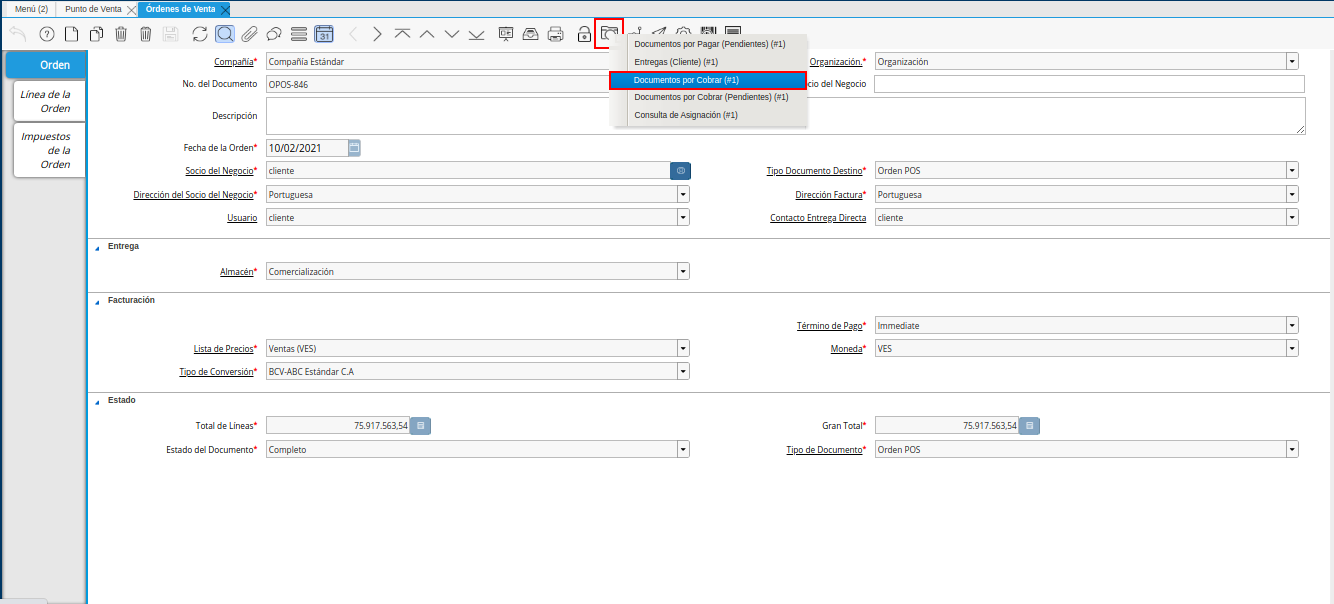 Menú (2) Punto de Venta Órdenes de Venta
31
Documentos por Pagar (Pendientes) (#1)
Entregas (Cliente) (#1)
Documentos por Cobrar (#1)
Documentos por Cobrar (Pendientes) (#1)
Consulta de Asignación (#1)
Orden
Línea de la
Orden
Impuestos
de la
Orden
Compañía* Compañía Estándar Organización.* Organización
No. del Documento OPOS-846 cio del Negocio
Descripción
Fecha de la Orden* 10/02/2021
Socio del Negocio* cliente Tipo Documento Destino* Orden POS
Dirección del Socio del Negocio* Portuguesa Dirección Factura* Portuguesa
Usuario cliente Contacto Entrega Directa cliente
Entrega
Almacén* Comercialización
Facturación
Término de Pago* Immediate
Lista de Precios* Ventas (VES) Moneda* VES
Tipo de Conversión* BCV-ABC Estándar C.A
Estado
Total de Líneas* 75.917.563,54 Gran Total* 75.917.563,54
Estado del Documento* Completo Tipo de Documento* Orden POS